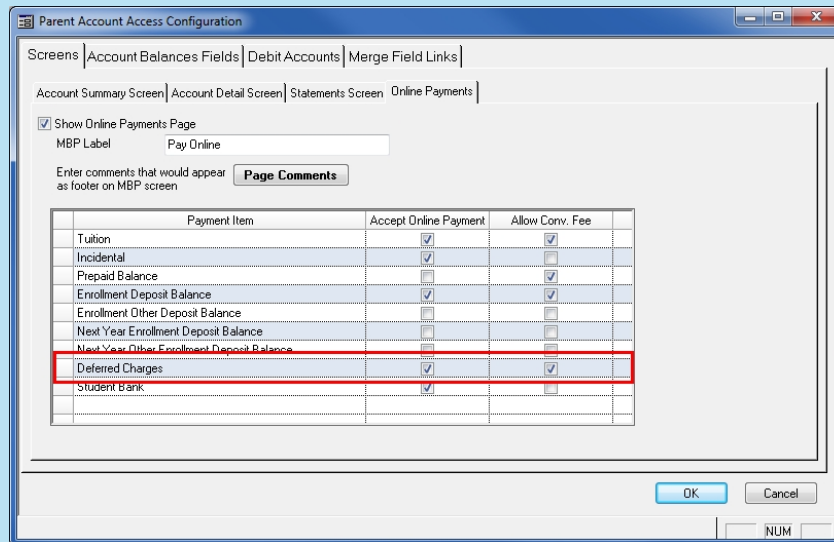 Parent Account Access Configuration
Screens Account Balances Fields Debit Accounts Merge Field Links
Account Summary Screen Account Detail Screen Statements Screen Online Payments
Show Online Payments Page
MBP Label Pay Online
Enter comments that would appear
as footer on MBP screen
Page Comments
Payment Item Accept Online Payment Allow Conv. Fee
Tuition
Incidental
Prepaid Balance
Enrollment Deposit Balance
Enrollment Other Deposit Balance
Next Year Enrollment Deposit Balance
Next Year Other Enrollment Deposit Balance
Deferred Charges
Student Bank
OK Cancel
NUM